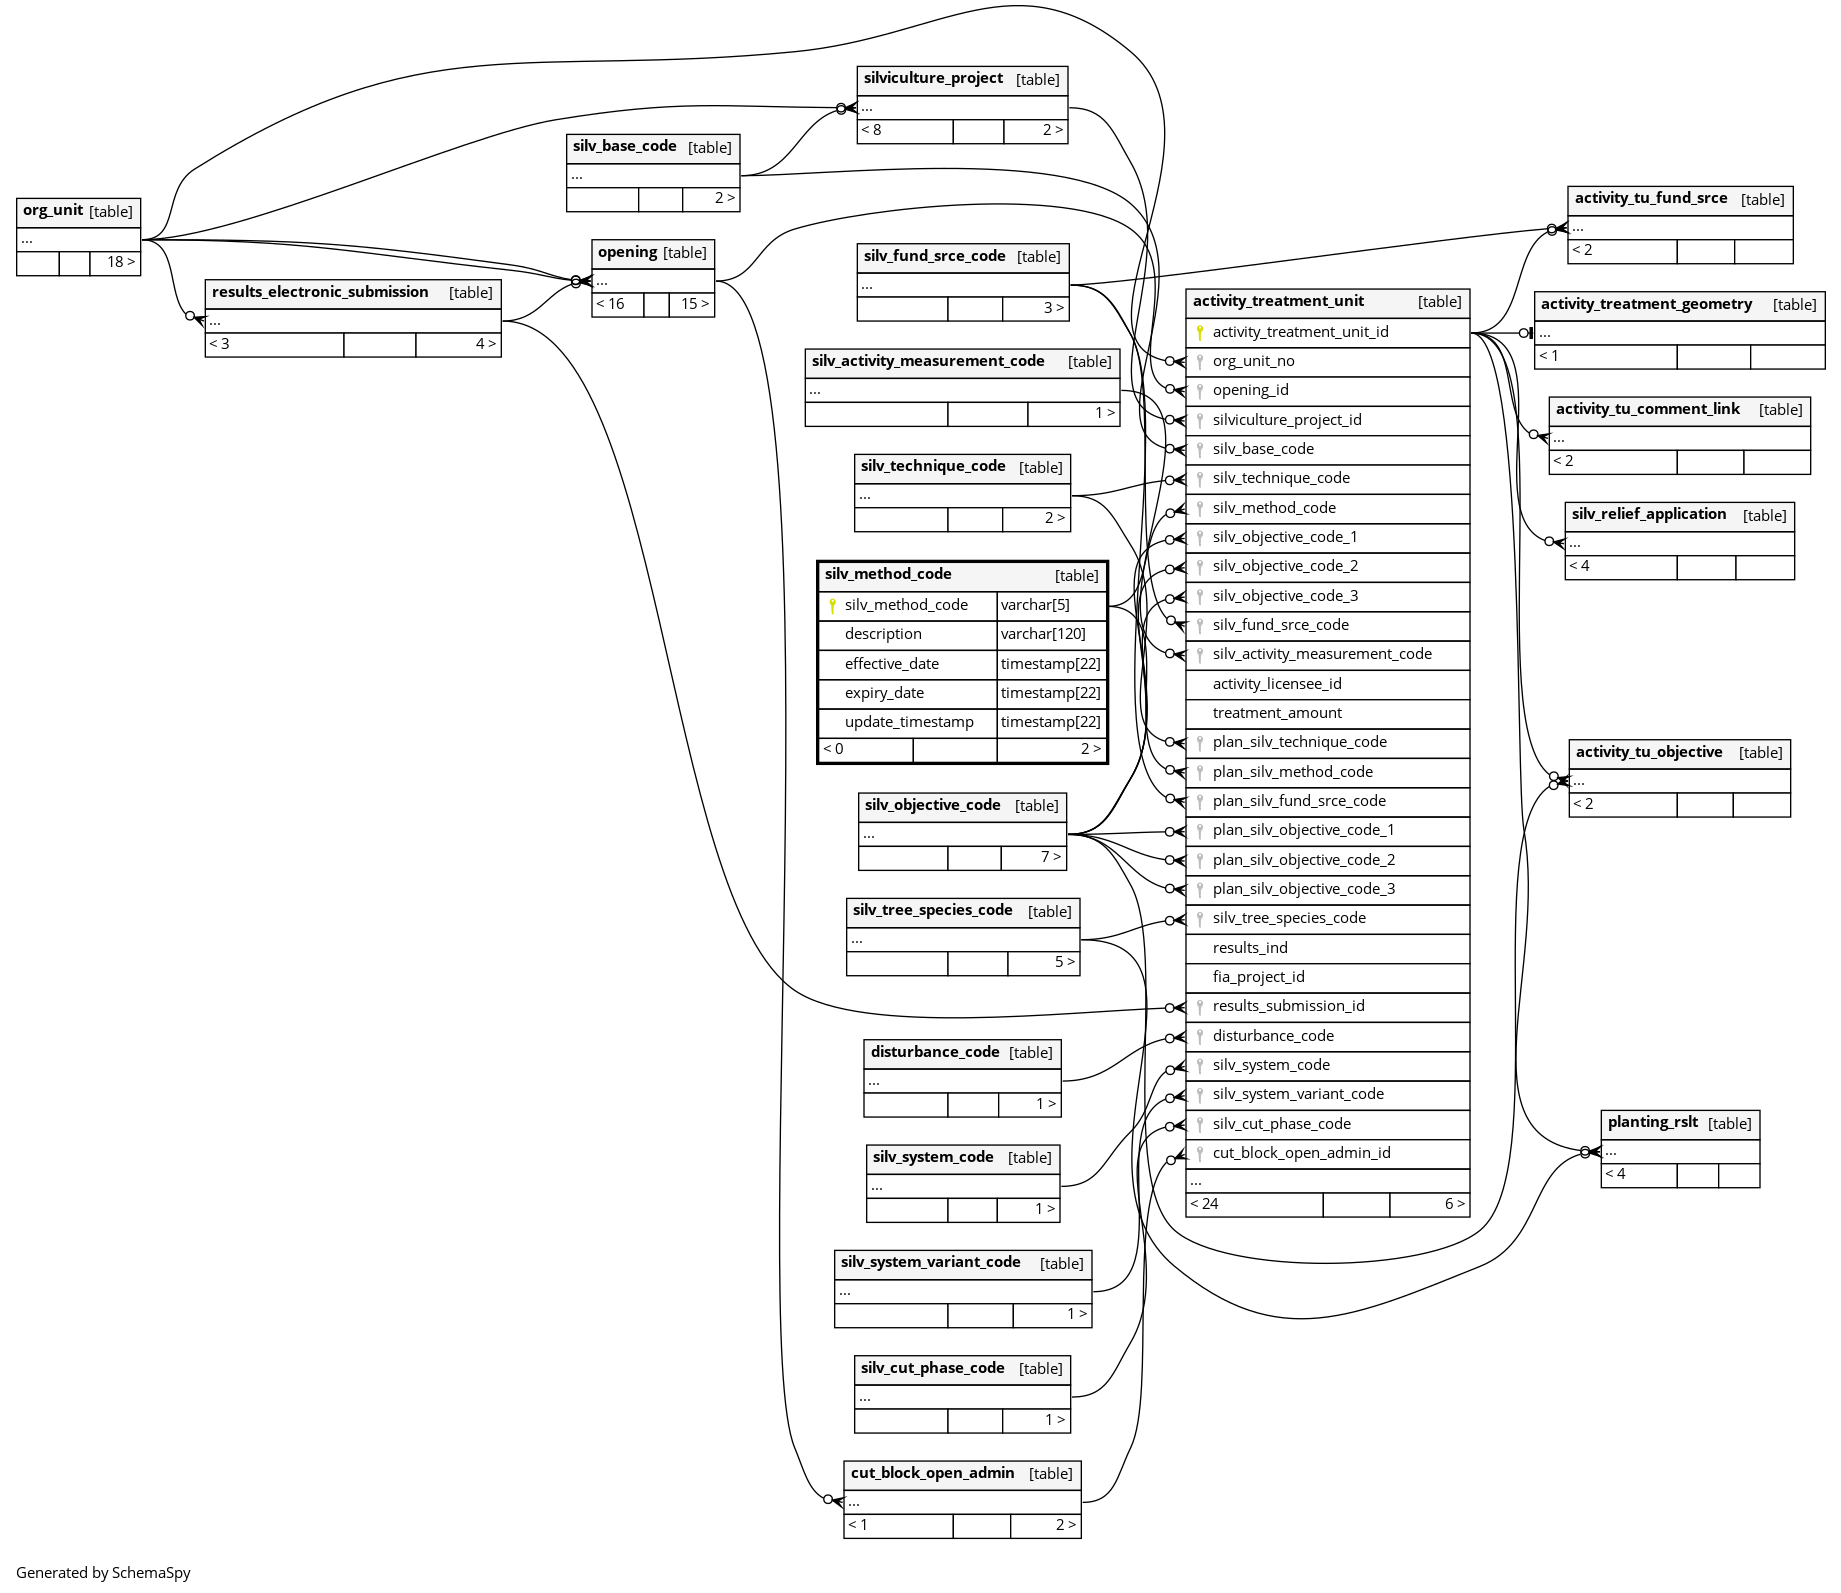 silviculture_project [table]
...
< 8 2 >
silv_base_code [table]
...
2 >
org_unit [table]
...
18 >
opening [table]
...
< 16 15 >
results_electronic_submission [table]
...
< 3 4 >
silv_fund_srce_code [table]
...
3 >
silv_activity_measurement_code [table]
...
1 >
silv_technique_code [table]
...
2 >
silv_method_code [table]
silv_method_code varchar[5]
description varchar[120]
effective_date timestamp[22]
expiry_date timestamp[22]
update_timestamp timestamp[22]
< 0 2 >
silv_objective_code [table]
...
7 >
silv_tree_species_code [table]
...
5 >
disturbance_code [table]
...
1 >
silv_system_code [table]
...
1 >
silv_system_variant_code [table]
...
1 >
silv_cut_phase_code [table]
...
1 >
cut_block_open_admin [table]
...
< 1 2 >
activity_treatment_unit [table]
activity_treatment_unit_id
org_unit_no
opening_id
silviculture_project_id
silv_base_code
silv_technique_code
silv_method_code
silv_objective_code_1
silv_objective_code_2
silv_objective_code_3
silv_fund_srce_code
silv_activity_measurement_code
activity_licensee_id
treatment_amount
plan_silv_technique_code
plan_silv_method_code
plan_silv_fund_srce_code
plan_silv_objective_code_1
plan_silv_objective_code_2
plan_silv_objective_code_3
silv_tree_species_code
results_ind
fia_project_id
results_submission_id
disturbance_code
silv_system_code
silv_system_variant_code
silv_cut_phase_code
cut_block_open_admin_id
...
< 24 6 >
activity_tu_fund_srce [table]
...
< 2
activity_treatment_geometry [table]
...
< 1
activity_tu_comment_link [table]
...
< 2
silv_relief_application [table]
...
< 4
activity_tu_objective [table]
...
< 2
planting_rslt [table]
...
< 4
Generated by SchemaSpy